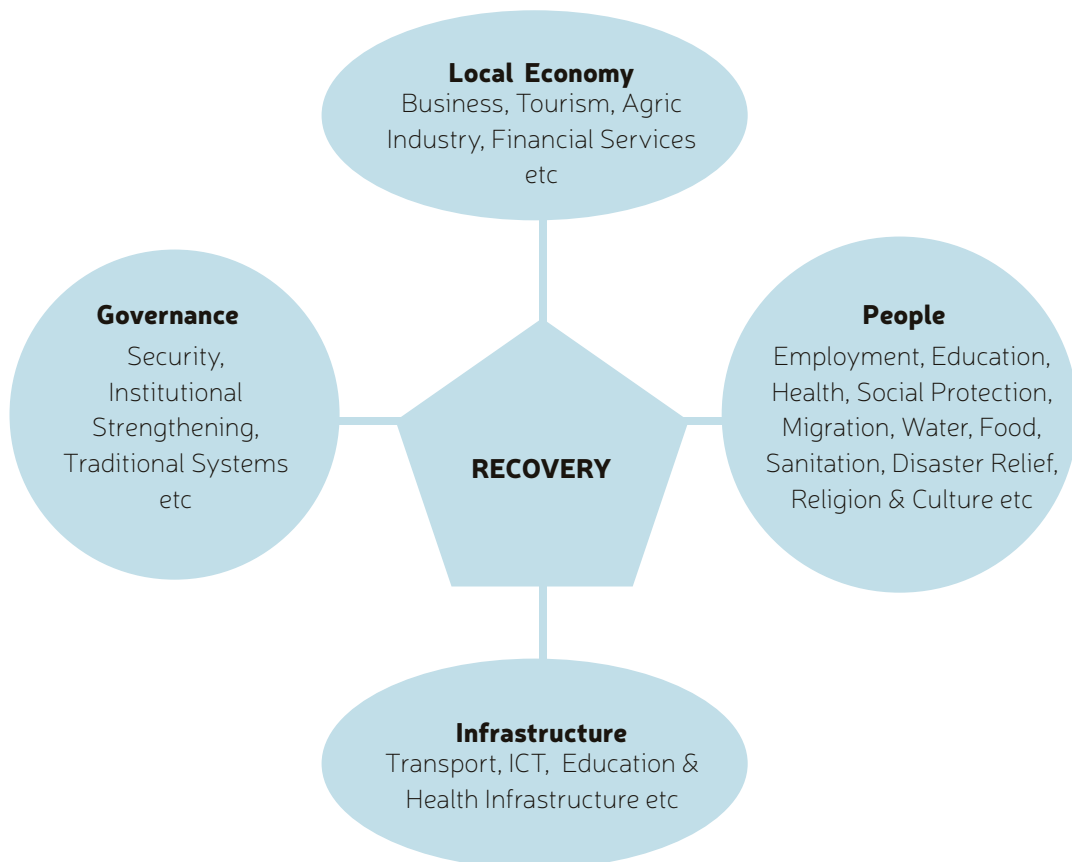 Local Economy
Business, Tourism, Agric
Industry, Financial Services
etc
Governance
Security,
Institutional
Strengthening,
Traditional Systems
etc
People
Employment, Education,
Health, Social Protection,
Migration, Water, Food,
Sanitation, Disaster Relief,
Religion & Culture etc
RECOVERY
Infrastructure
Transport, ICT, Education &
Health Infrastructure etc